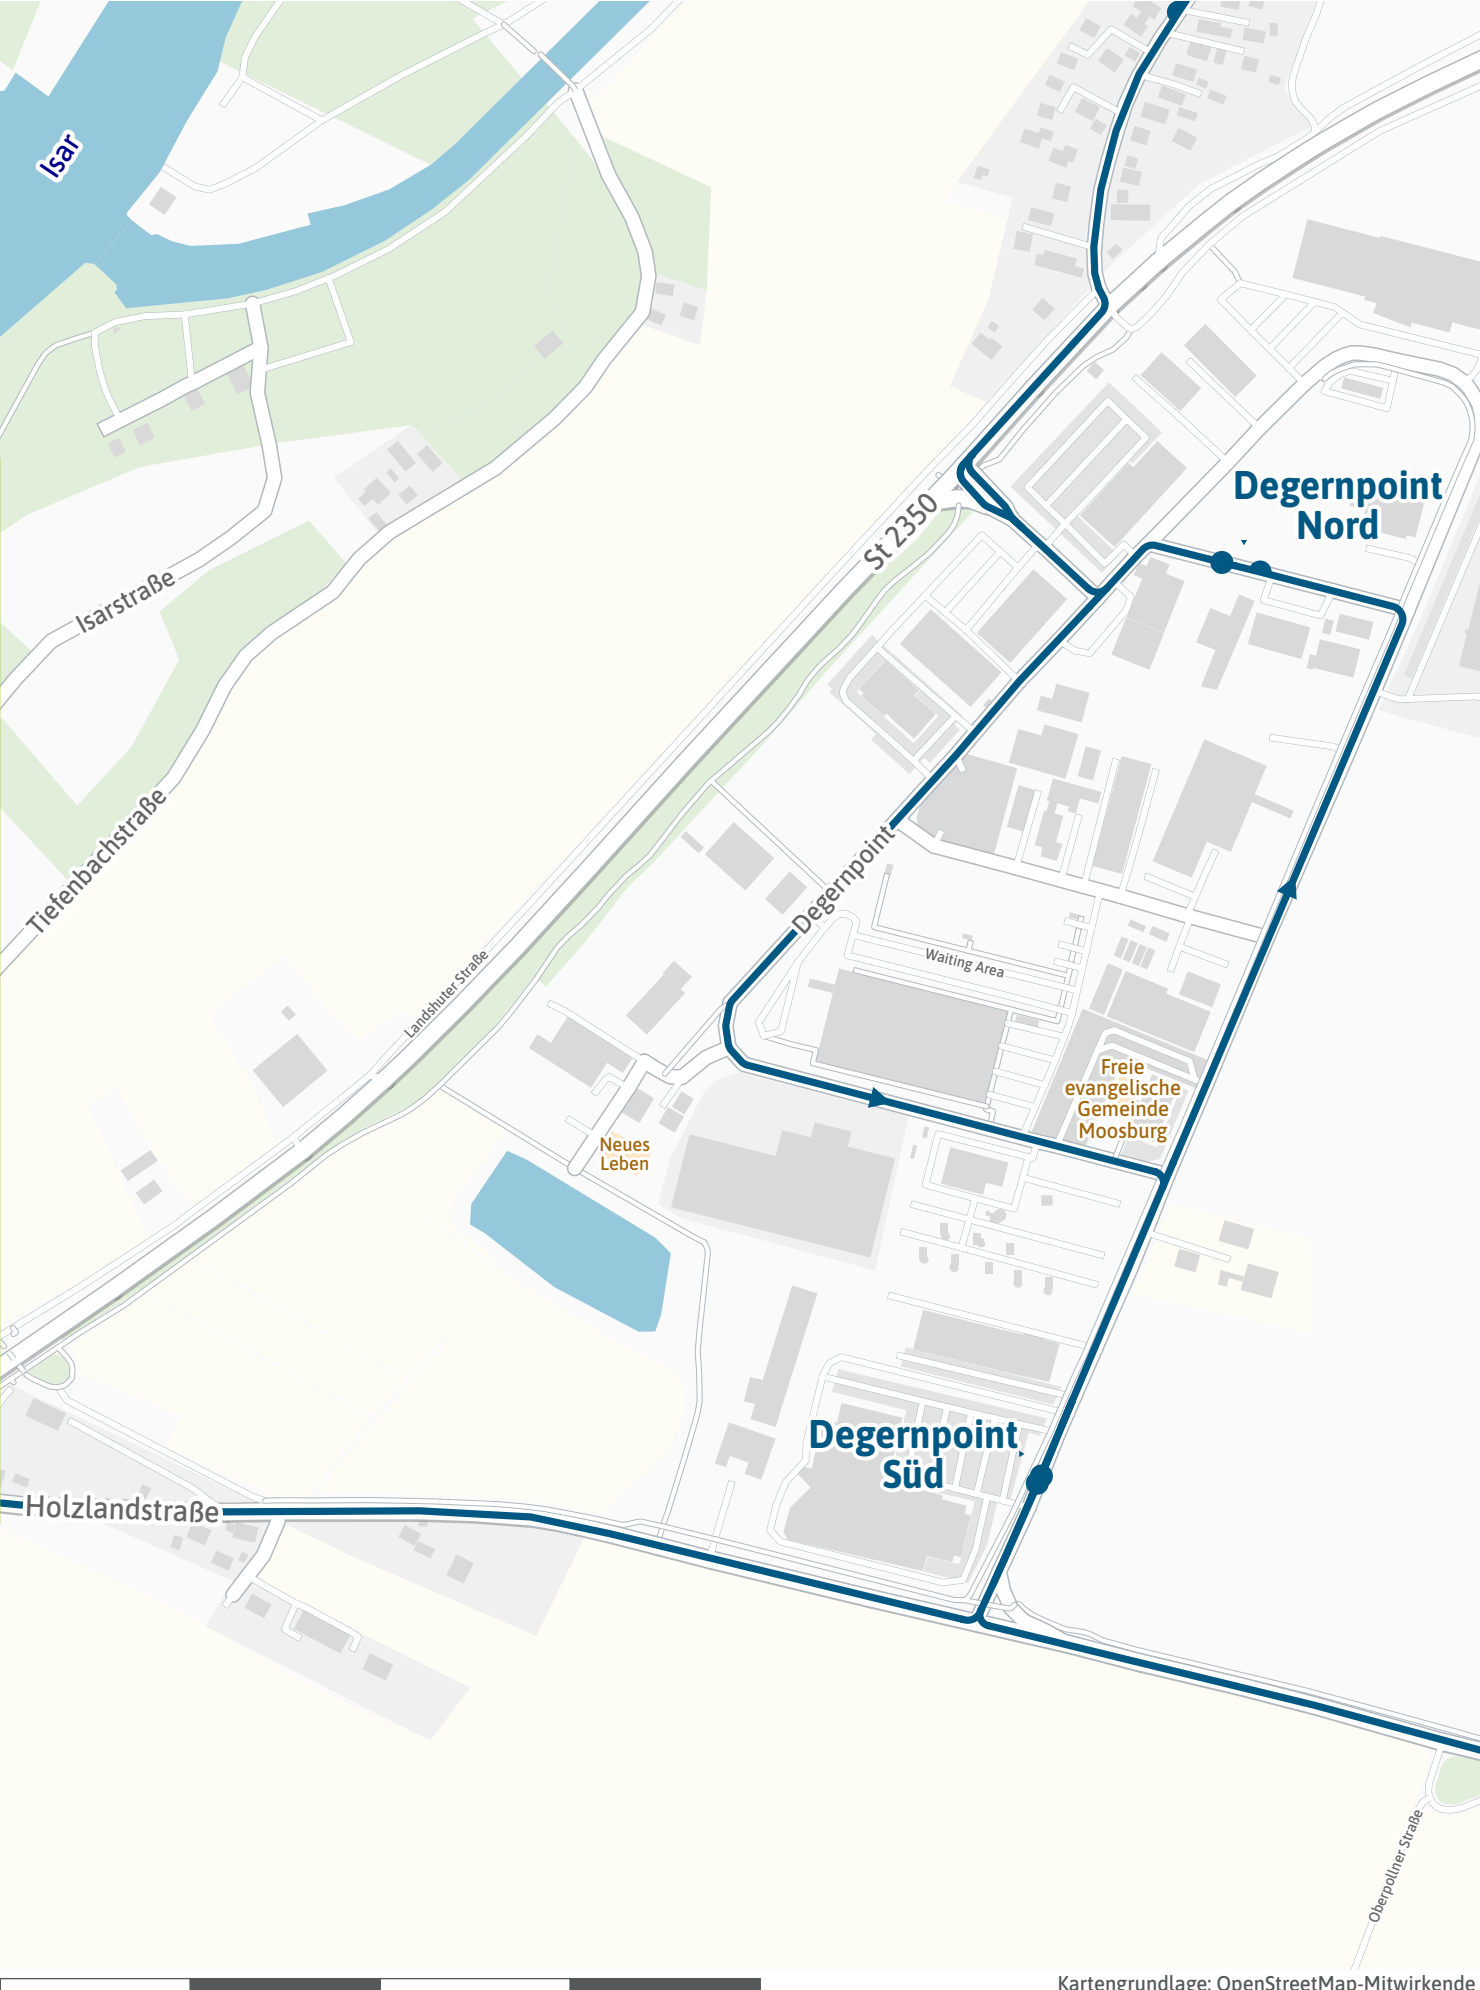 Isar
Degernpoint
Nord
St 2350
Isarstraße
Tiefenbachstraße
Degernpoint
Waiting Area
Landshuter Straße
Freie
evangelische
Gemeinde
Moosburg
Neues
Leben
Degernpoint
Süd
Holzlandstraße
Oberpollner Straße
Kartengrundlage: OpenStreetMap-Mitwirkende